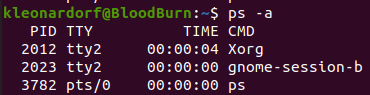 kleonardorf@BloodBurn:~$ ps -a
PID TTY TIME CMD
2012 tty2 00:00:04 Xorg
2023 tty2 00:00:00 gnome-session-b
3782 pts/0 00:00:00 ps